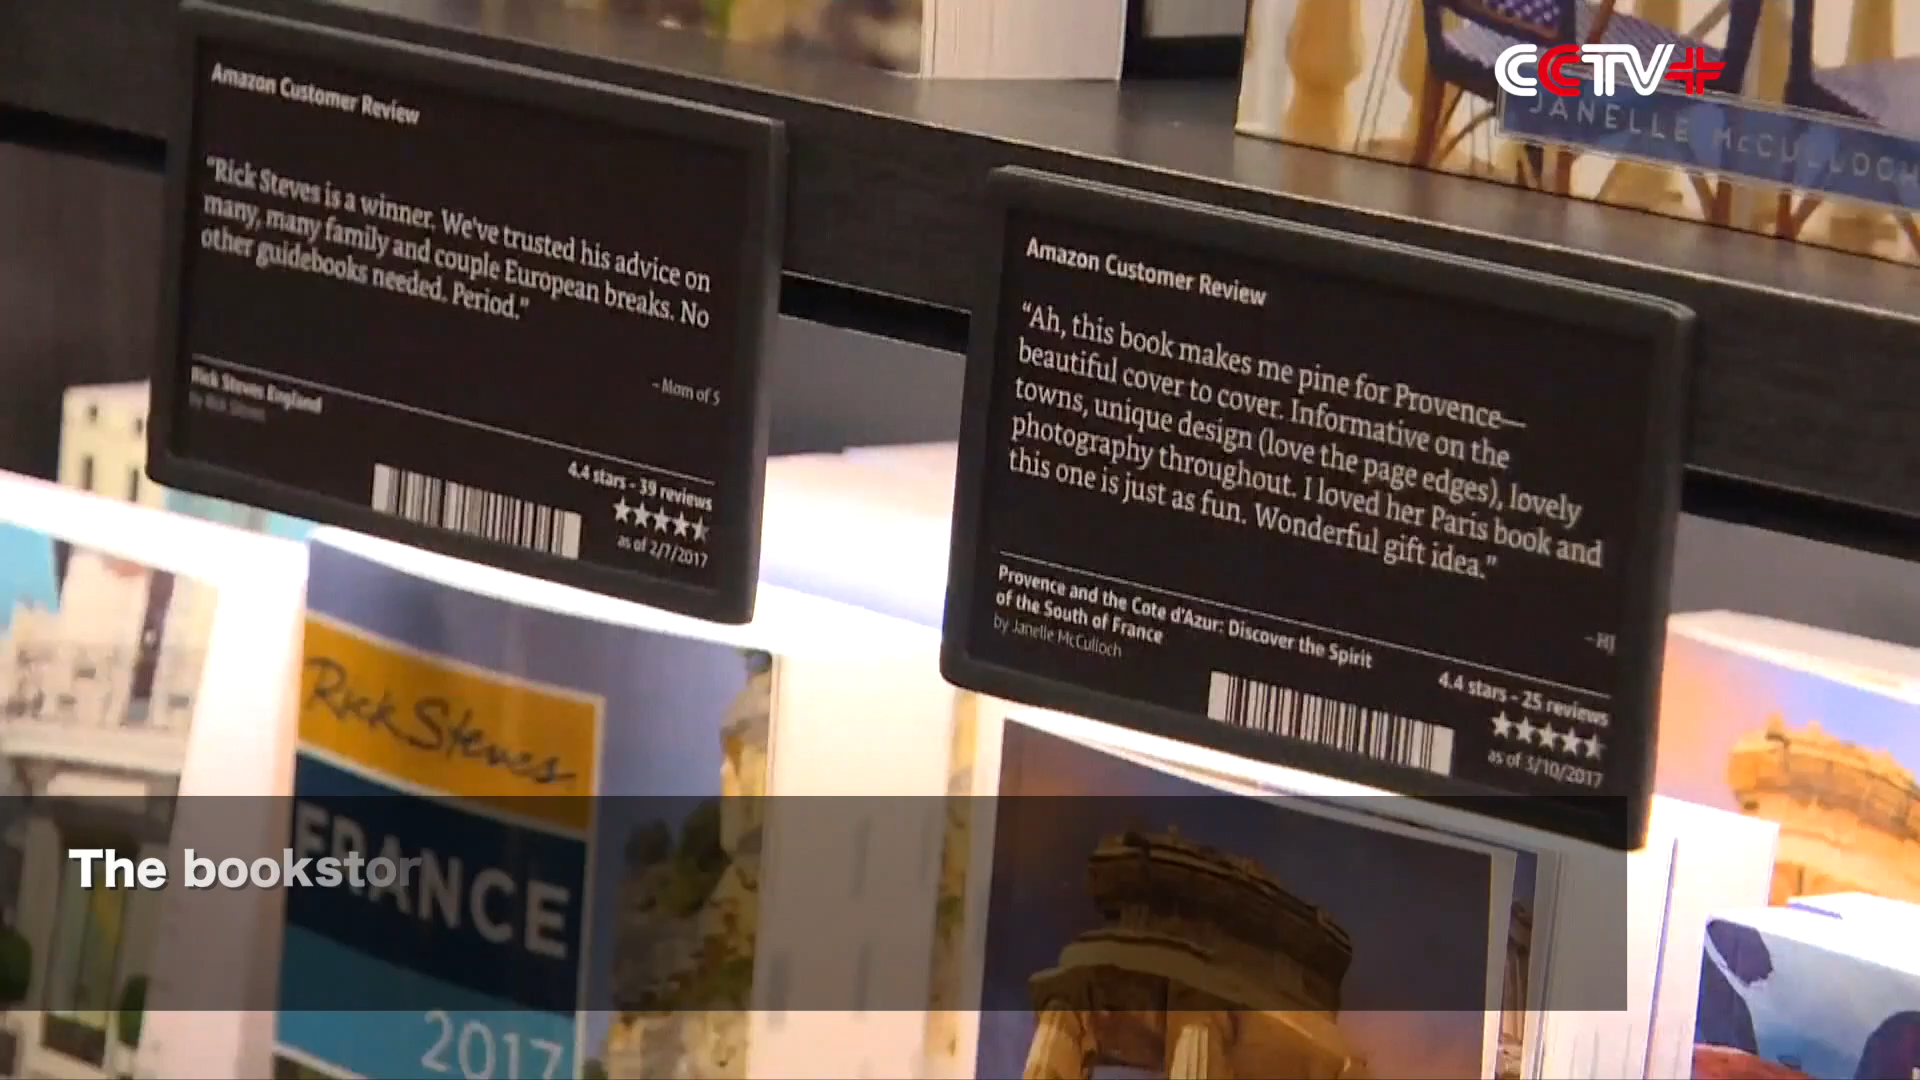 CCTV+
JANELLE McCULLOCH
Amazon Customer Review
"Rick Steves is a winner. We've trusted his advice on
many, many family and couple European breaks. No
other guidebooks needed. Period."
- Mom of 5
Rick Steves England
by Rick Steves
4.4 stars - 39 reviews
as of 2/7/2017
Amazon Customer Review
"Ah, this book makes me pine for Provence—
beautiful cover to cover. Informative on the
towns, unique design (love the page edges), lovely
photography throughout. I loved her Paris book and
this one is just as fun. Wonderful gift idea."
- HJ
Provence and the Cote d'Azur: Discover the Spirit
of the South of France
by Janelle McCulloch
4.4 stars - 25 reviews
as of 3/10/2017
Rick Steves
FRANCE
2017
The bookstor